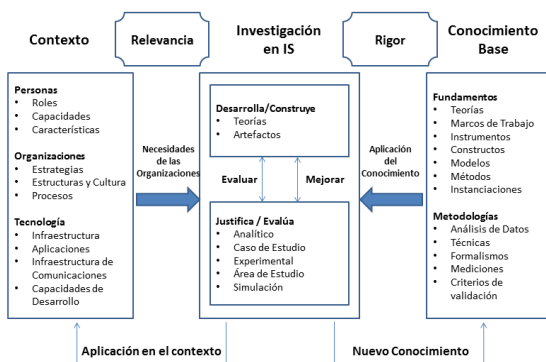 Contexto
Relevancia
Investigación
en IS
Rigor
Conocimiento
Base
Personas
• Roles
• Capacidades
• Características
Organizaciones
• Estrategias
• Estructuras y Cultura
• Procesos
Tecnología
• Infraestructura
• Aplicaciones
• Infraestructura de
Comunicaciones
• Capacidades de
Desarrollo
Necesidades
de las
Organizaciones
Desarrolla/Construye
• Teorías
• Artefactos
Evaluar
Mejorar
Justifica / Evalúa
• Analítico
• Caso de Estudio
• Experimental
• Área de Estudio
• Simulación
Aplicación
del
Conocimiento
Fundamentos
• Teorías
• Marcos de Trabajo
• Instrumentos
• Constructos
• Modelos
• Métodos
• Instanciaciones
Metodologías
• Análisis de Datos
• Técnicas
• Formalismos
• Mediciones
• Criterios de
validación
Aplicación en el contexto
Nuevo Conocimiento